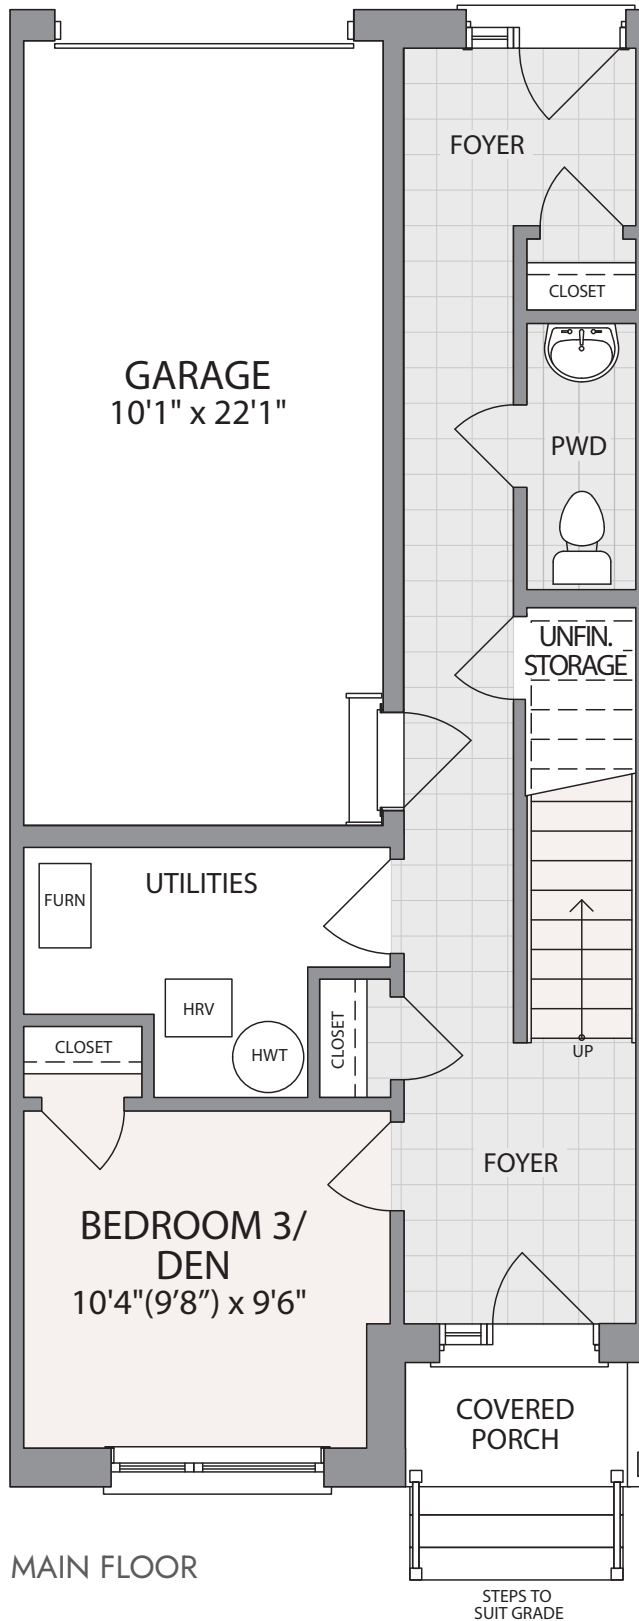 FOYER
CLOSET
GARAGE
10'1" x 22'1"
PWD
UNFIN.
STORAGE
UTILITIES
FURN
HRV
HWT
CLOSET
CLOSET
UP
FOYER
BEDROOM 3/
DEN
10'4"(9’8”) x 9'6"
COVERED
PORCH
MAIN FLOOR
STEPS TO
SUIT GRADE